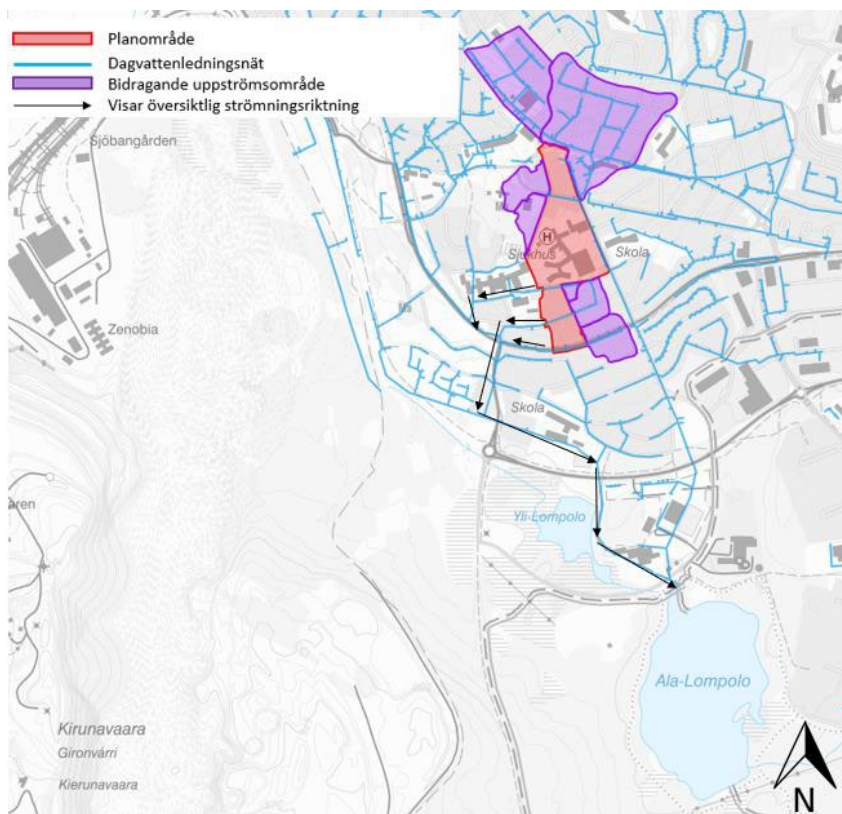 Planområde
Dagvattenledningsnät
Bidragande uppströmsområde
Visar översiktlig strömningsriktning
Sjöbangården
H
Sjukhus
Skola
Zenobia
Skola
aren
Yli-Lompolo
Ala-Lompolo
Kirunavaara
Gironvárri
Kierunavaara
N